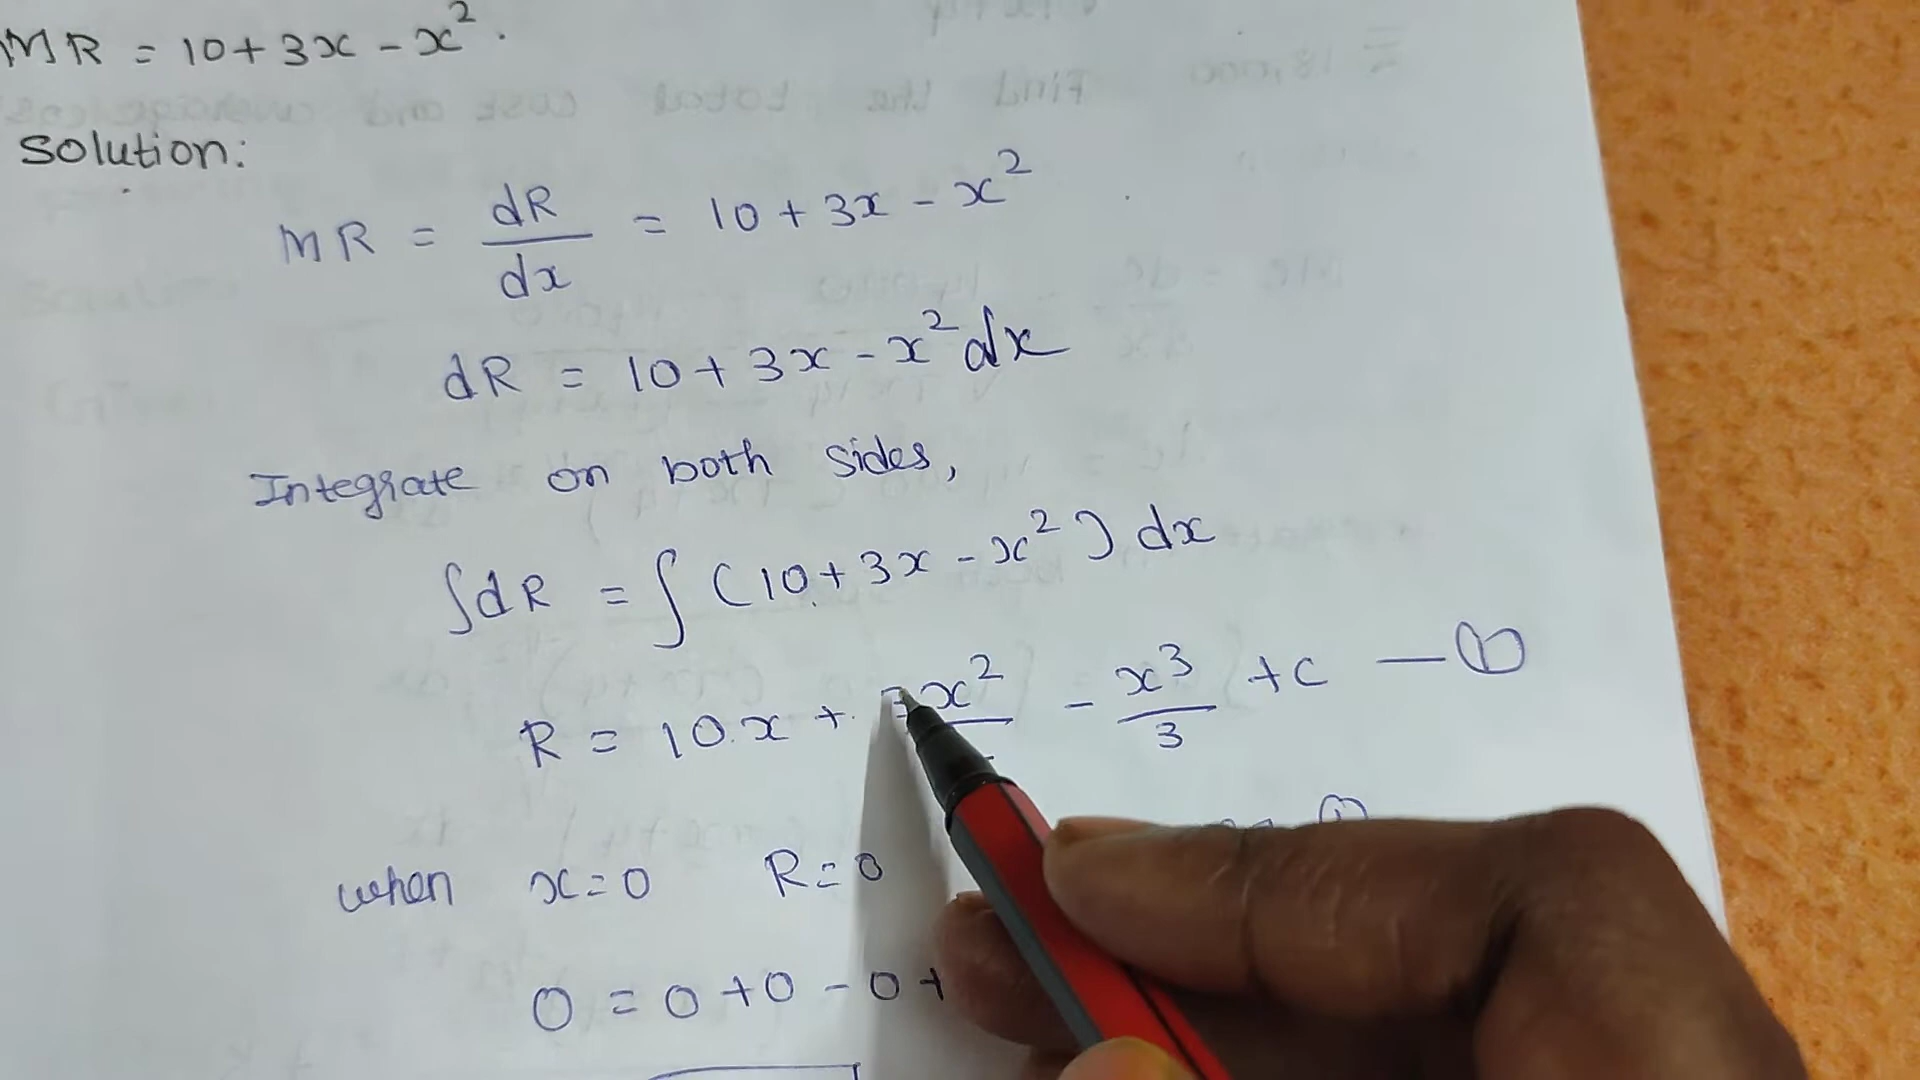 MR = 10 + 3x - x².
Solution:
MR = dR/dx = 10 + 3x - x²
dR = 10 + 3x - x² dx
Integrate on both sides,
∫dR = ∫(10 + 3x - x²) dx
R = 10x + x² - x³/3 + c — ①
when x = 0 R = 0
0 = 0 + 0 - 0 +